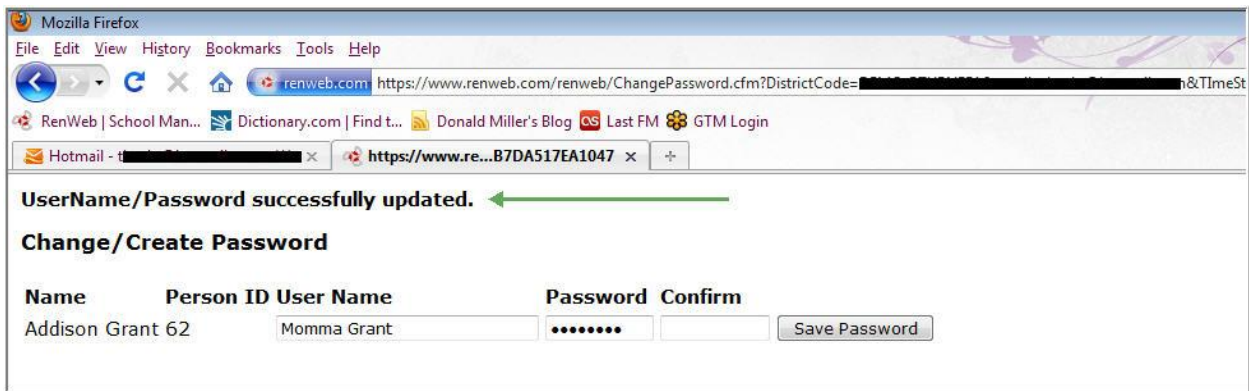 Mozilla Firefox
File Edit View History Bookmarks Tools Help
renweb.com https://www.renweb.com/renweb/ChangePassword.cfm?DistrictCode= n&TImeSt
RenWeb | School Man... Dictionary.com | Find t... Donald Miller's Blog Last FM GTM Login
Hotmail - t https://www.re...B7DA517EA1047
UserName/Password successfully updated.
Change/Create Password
Name Person ID User Name Password Confirm
Addison Grant 62 Momma Grant •••••••• Save Password